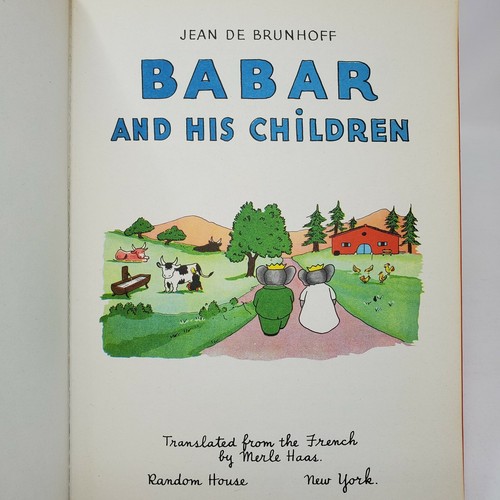 JEAN DE BRUNHOFF
BABAR
AND HIS CHiLDREN
Translated from the French
by Merle Haas.
Random House New York.